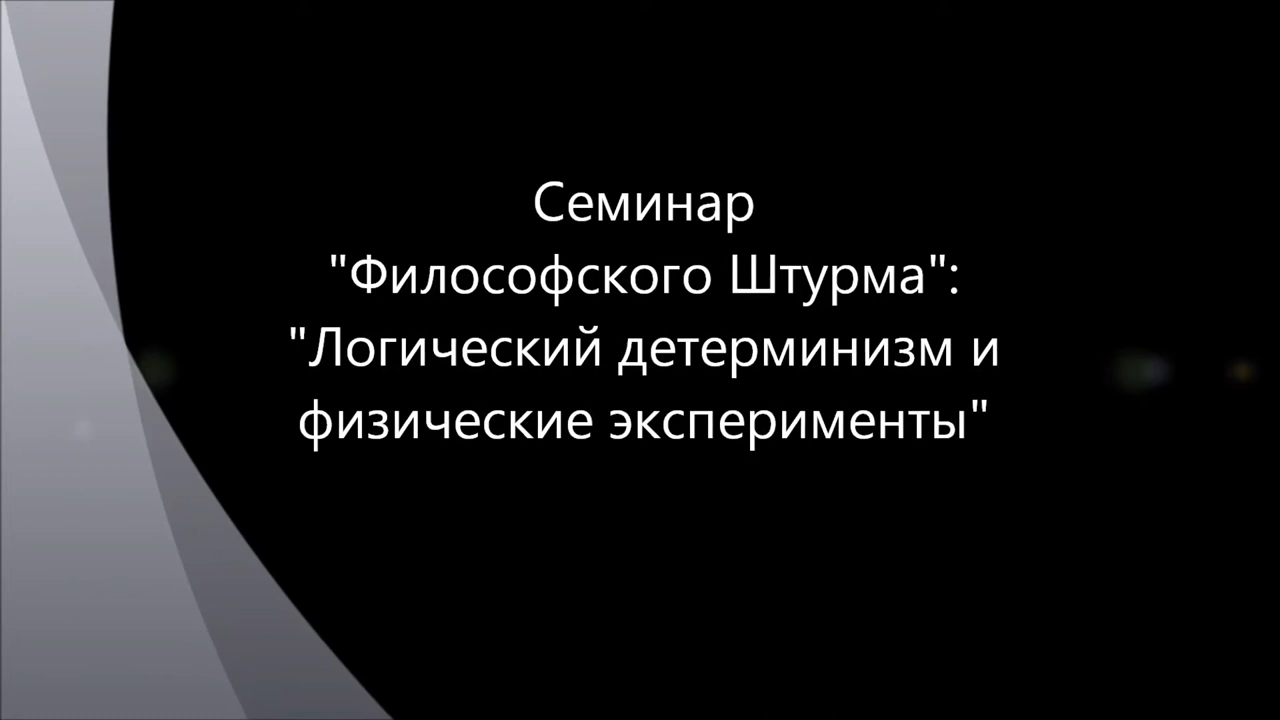 Семинар
"Философского Штурма":
"Логический детерминизм и
физические эксперименты"